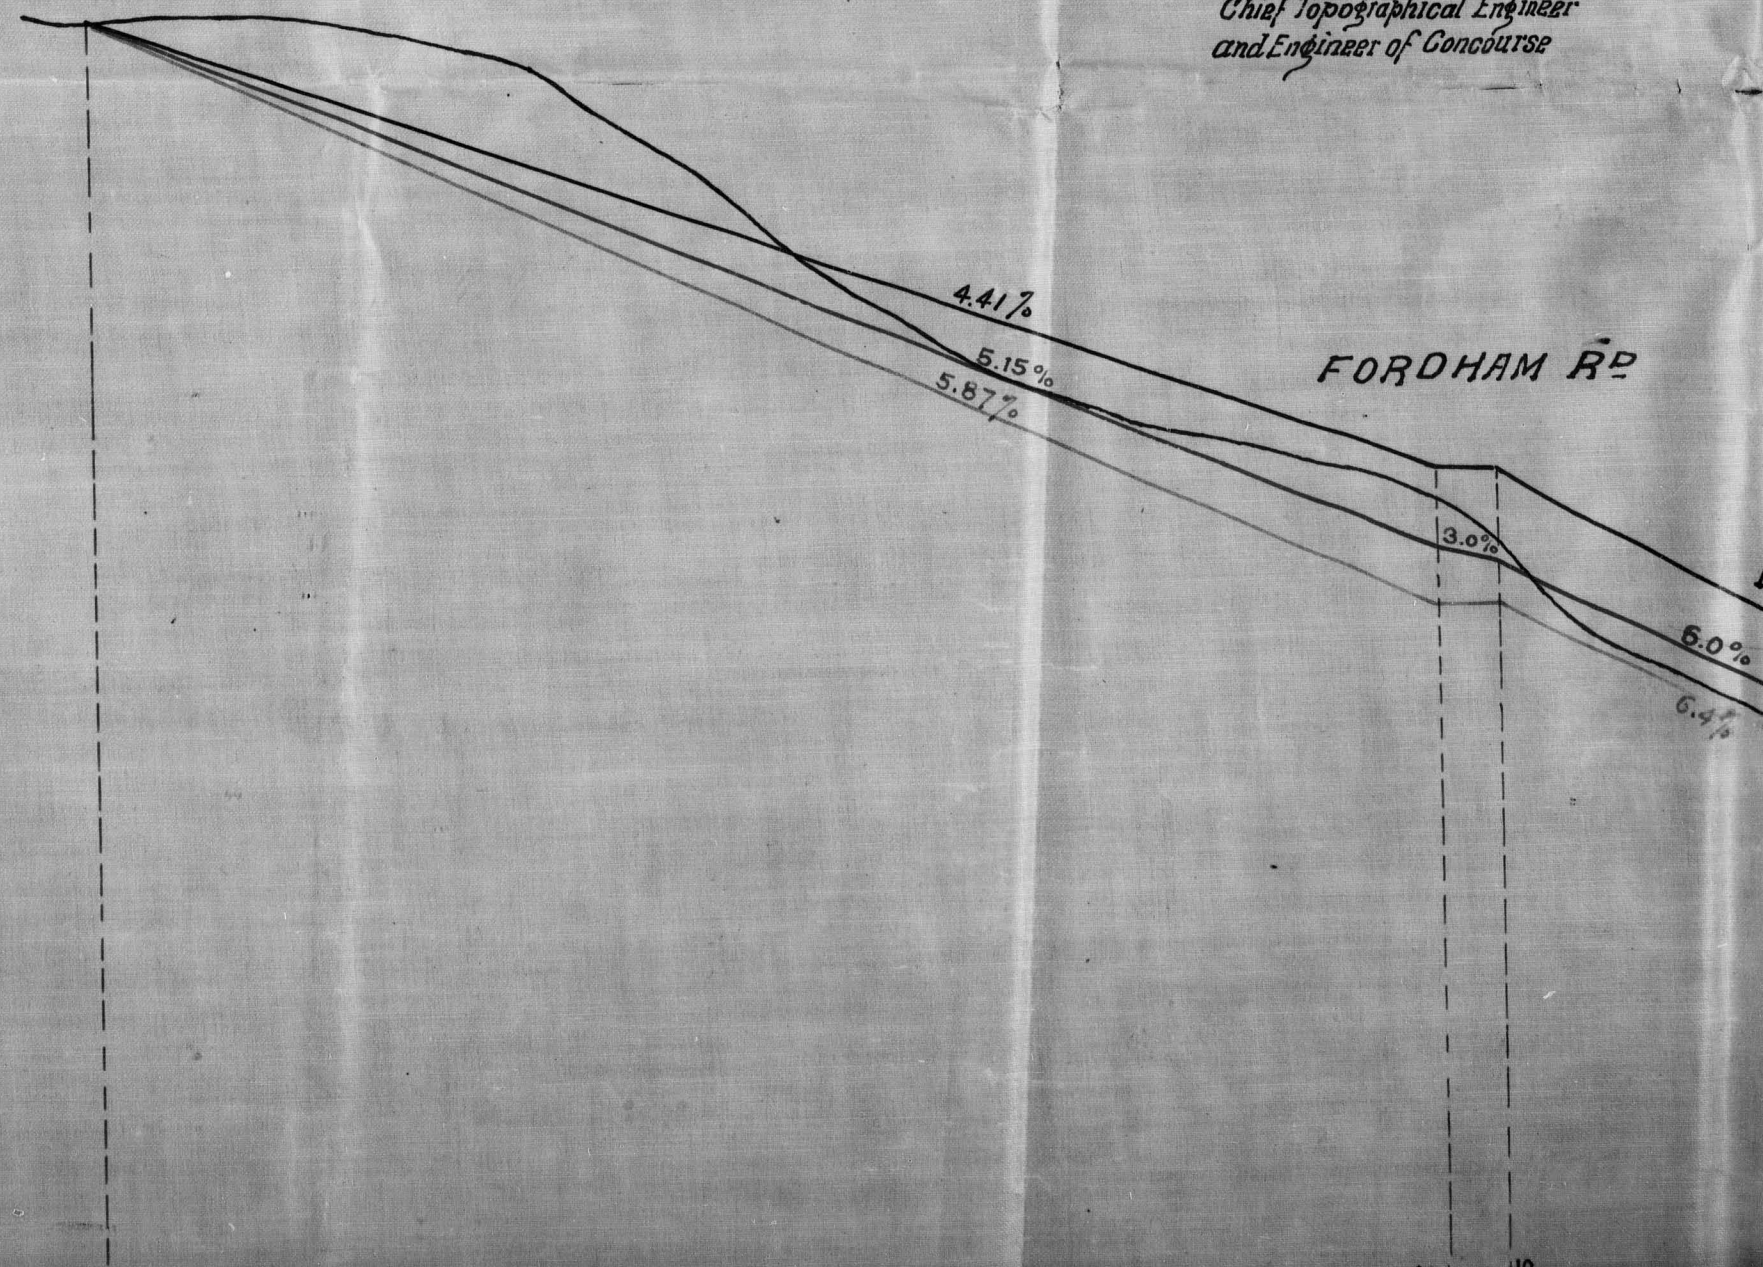 Chief Topographical Engineer
and Engineer of Concourse
4.41%
5.15%
5.87%
FORDHAM RD
3.0%
6.0%
6.4%